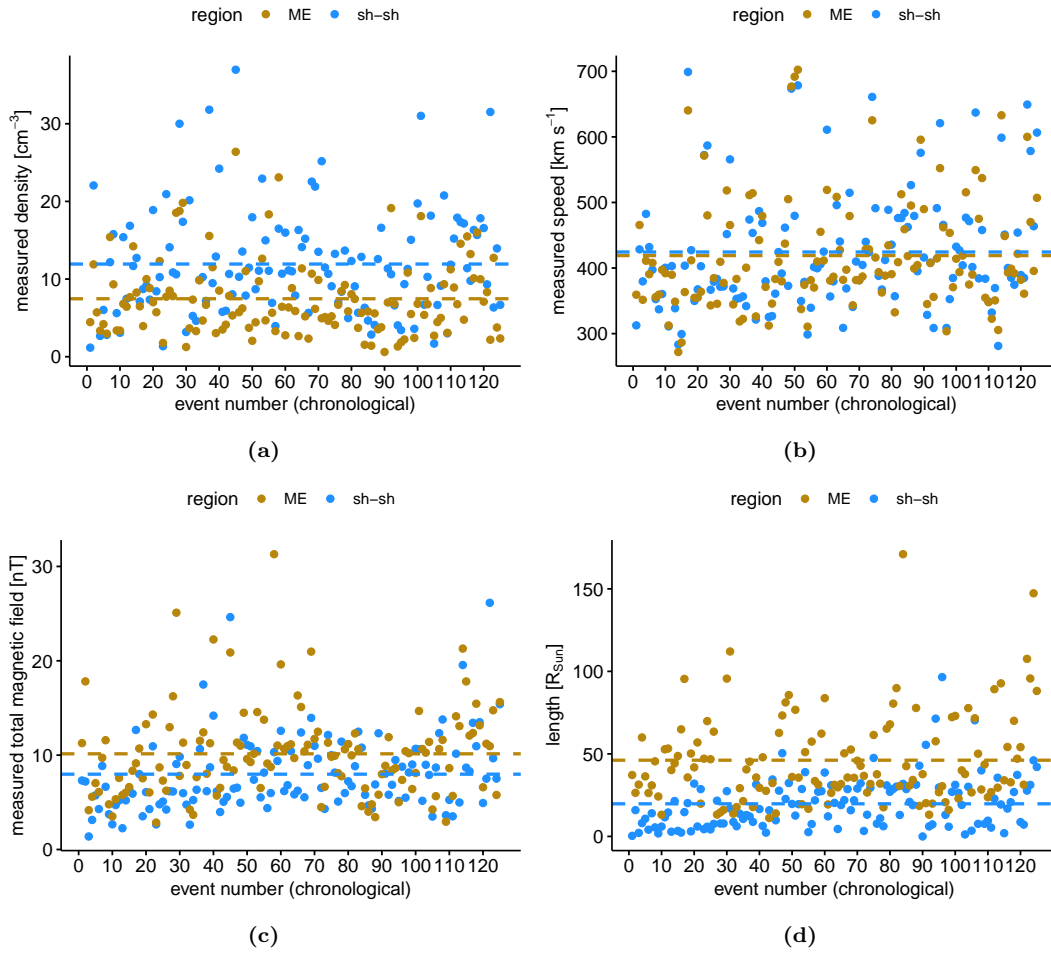 region ME sh−sh
measured density [cm−3]
30
20
10
0
0 10 20 30 40 50 60 70 80 90 100 110 120
event number (chronological)
(a)
region ME sh−sh
measured speed [km s−1]
700
600
500
400
300
0 10 20 30 40 50 60 70 80 90 100 110 120
event number (chronological)
(b)
region ME sh−sh
measured total magnetic field [nT]
30
20
10
0
0 10 20 30 40 50 60 70 80 90 100 110 120
event number (chronological)
(c)
region ME sh−sh
length [RSun]
150
100
50
0
0 10 20 30 40 50 60 70 80 90 100 110 120
event number (chronological)
(d)